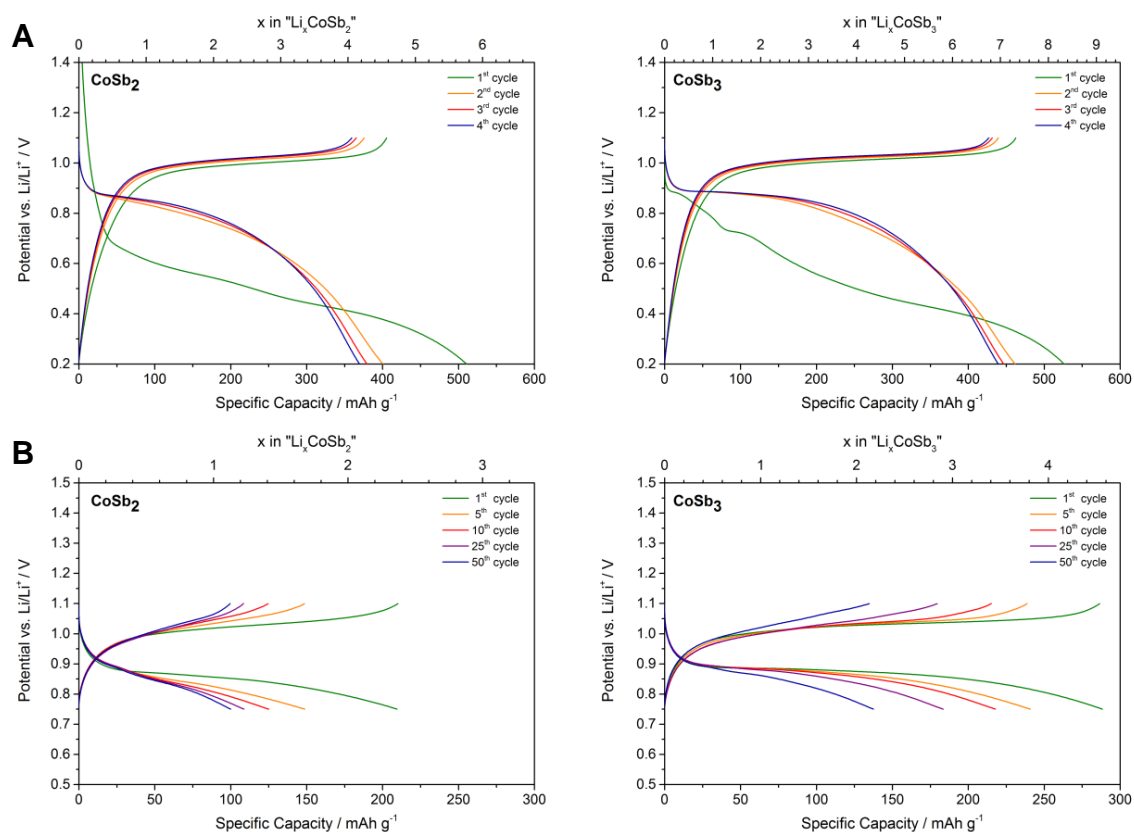 A
x in "LiₓCoSb₂"
0 1 2 3 4 5 6
CoSb₂
1ˢᵗ cycle
2ⁿᵈ cycle
3ʳᵈ cycle
4ᵗʰ cycle
1.4
1.2
1.0
0.8
0.6
0.4
0.2
Potential vs. Li/Li⁺ / V
0 100 200 300 400 500 600
Specific Capacity / mAh g⁻¹
x in "LiₓCoSb₃"
0 1 2 3 4 5 6 7 8 9
CoSb₃
1ˢᵗ cycle
2ⁿᵈ cycle
3ʳᵈ cycle
4ᵗʰ cycle
1.4
1.2
1.0
0.8
0.6
0.4
0.2
Potential vs. Li/Li⁺ / V
0 100 200 300 400 500 600
Specific Capacity / mAh g⁻¹
B
x in "LiₓCoSb₂"
0 1 2 3
CoSb₂
1ˢᵗ cycle
5ᵗʰ cycle
10ᵗʰ cycle
25ᵗʰ cycle
50ᵗʰ cycle
1.5
1.4
1.3
1.2
1.1
1.0
0.9
0.8
0.7
0.6
0.5
Potential vs. Li/Li⁺ / V
0 50 100 150 200 250 300
Specific Capacity / mAh g⁻¹
x in "LiₓCoSb₃"
0 1 2 3 4
CoSb₃
1ˢᵗ cycle
5ᵗʰ cycle
10ᵗʰ cycle
25ᵗʰ cycle
50ᵗʰ cycle
1.5
1.4
1.3
1.2
1.1
1.0
0.9
0.8
0.7
0.6
0.5
Potential vs. Li/Li⁺ / V
0 50 100 150 200 250 300
Specific Capacity / mAh g⁻¹